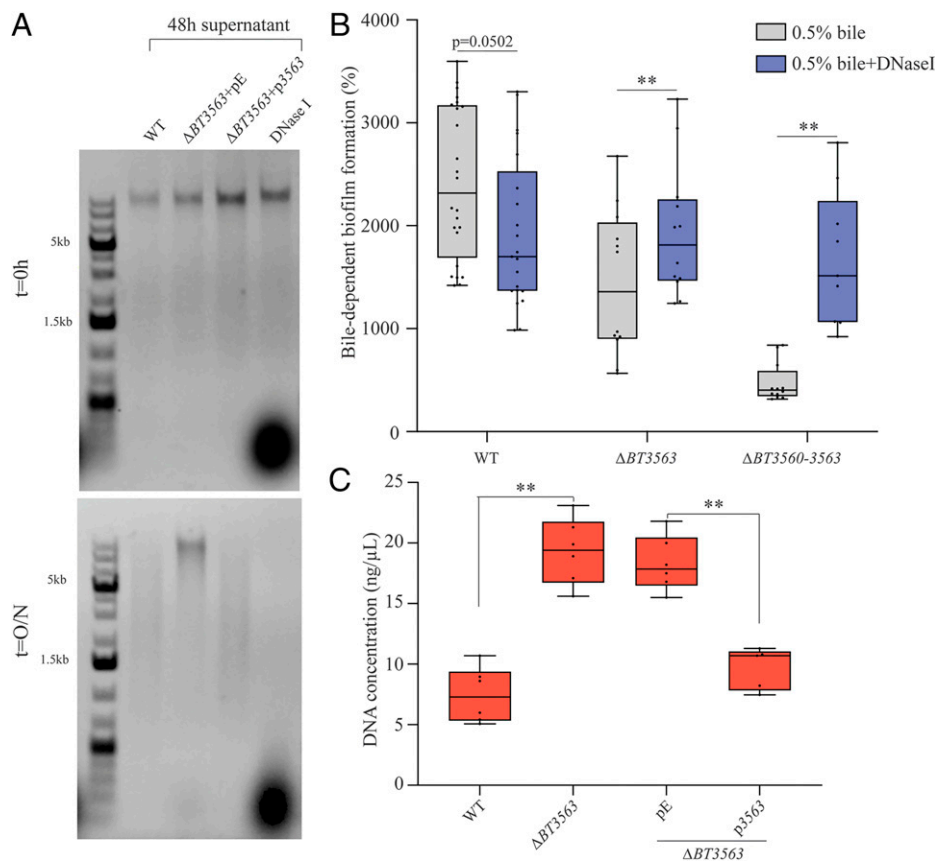 A
48h supernatant
WT
ΔBT3563+pE
ΔBT3563+p3563
DNase I
t=0h
5kb
1.5kb
t=O/N
5kb
1.5kb
B
0.5% bile
0.5% bile+DNaseI
Bile-dependent biofilm formation (%)
4000
3000
2000
1000
0
p=0.0502
**
**
WT
ΔBT3563
ΔBT3560-3563
C
DNA concentration (ng/μL)
25
20
15
10
5
0
**
**
WT
ΔBT3563
pE
p3563
ΔBT3563